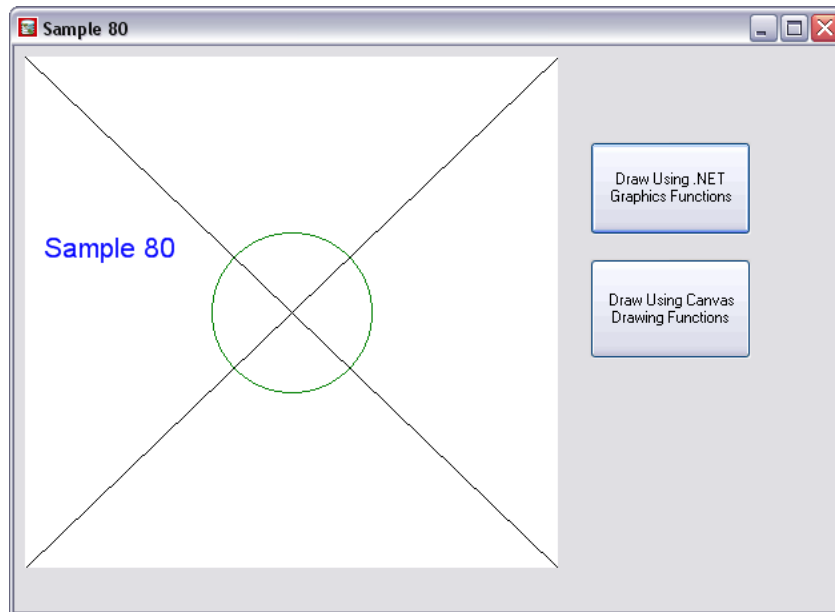 Sample 80
Draw Using .NET
Graphics Functions
Sample 80
Draw Using Canvas
Drawing Functions